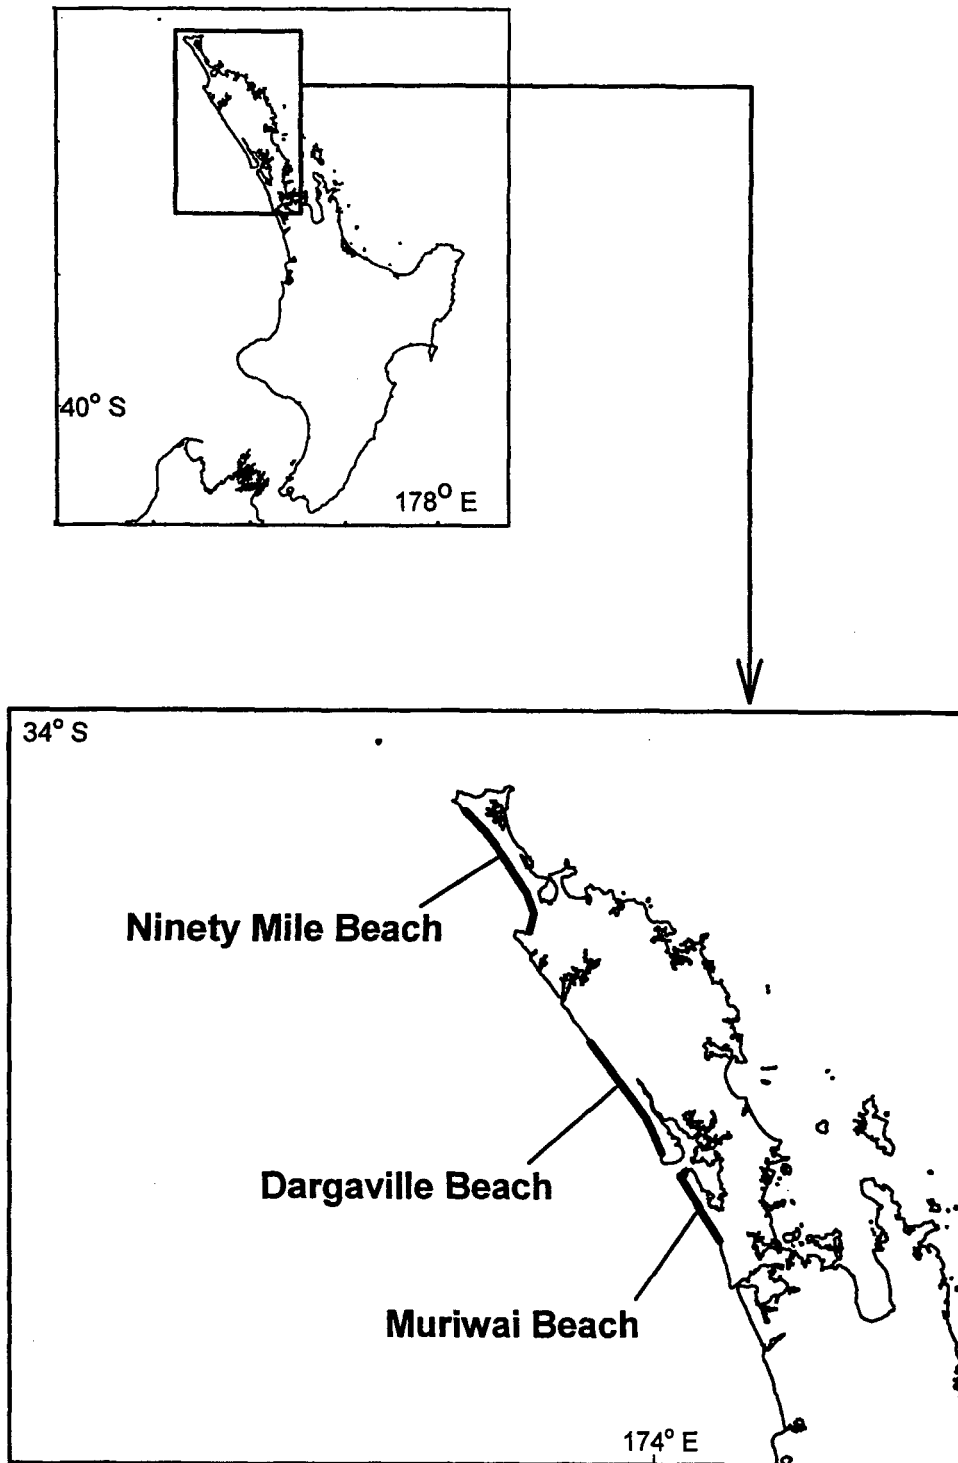 40° S
178° E
34° S
Ninety Mile Beach
Dargaville Beach
Muriwai Beach
174° E